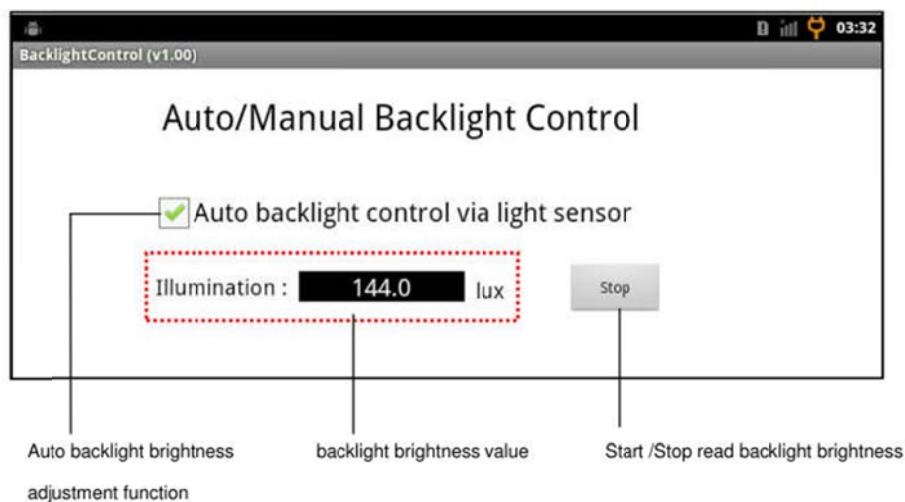 03:32
BacklightControl (v1.00)
Auto/Manual Backlight Control
Auto backlight control via light sensor
Illumination : 144.0 lux
Stop
Auto backlight brightness
adjustment function
backlight brightness value
Start /Stop read backlight brightness